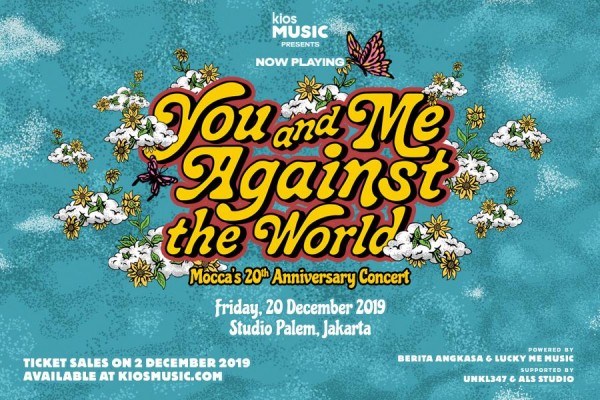 kios
MUSIC
PRESENTS
NOW PLAYING
You and Me
Against
the World
Mocca's 20th Anniversary Concert
Friday, 20 December 2019
Studio Palem, Jakarta
TICKET SALES ON 2 DECEMBER 2019
AVAILABLE AT KIOSMUSIC.COM
POWERED BY
BERITA ANGKASA & LUCKY ME MUSIC
SUPPORTED BY
UNKL347 & ALS STUDIO